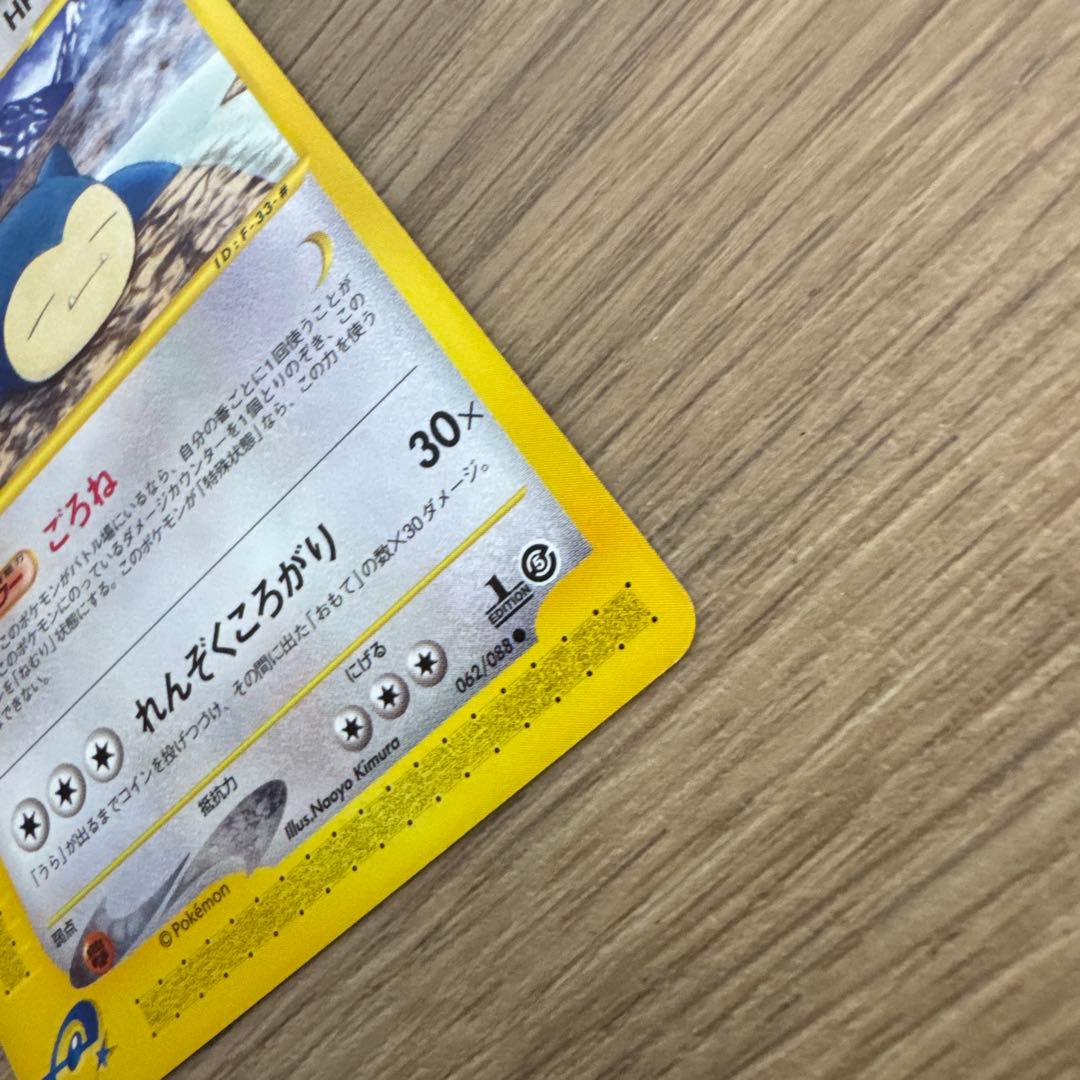 HP
ID:F-33-#
ごろね
このポケモンがバトル場にいるなら、自分の番ごとに1回使うことが
このポケモンにのっているダメージカウンターを1個とりのぞき、この
を「ねむり」状態にする。このポケモンが「特殊状態」なら、この力を使う
できない。
れんぞくころがり 30×
「うら」が出るまでコインを投げつづけ、その間に出た「おもて」の数×30ダメージ。
弱点 抵抗力 にげる
1 EDITION 5
062/088 ●
Illus.Naoyo Kimura
©Pokémon
e